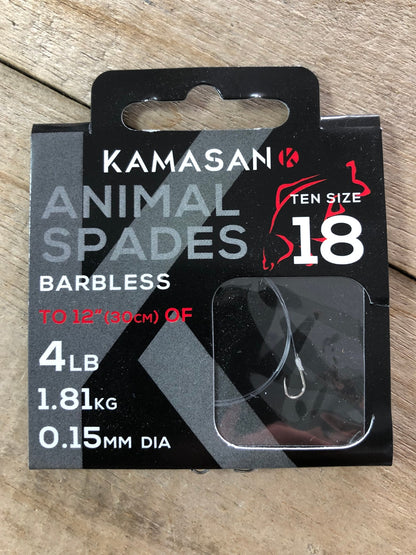 KAMASAN K
ANIMAL
SPADES
TEN SIZE
18
BARBLESS
TO 12" (30CM) OF
4LB
1.81KG
0.15MM DIA